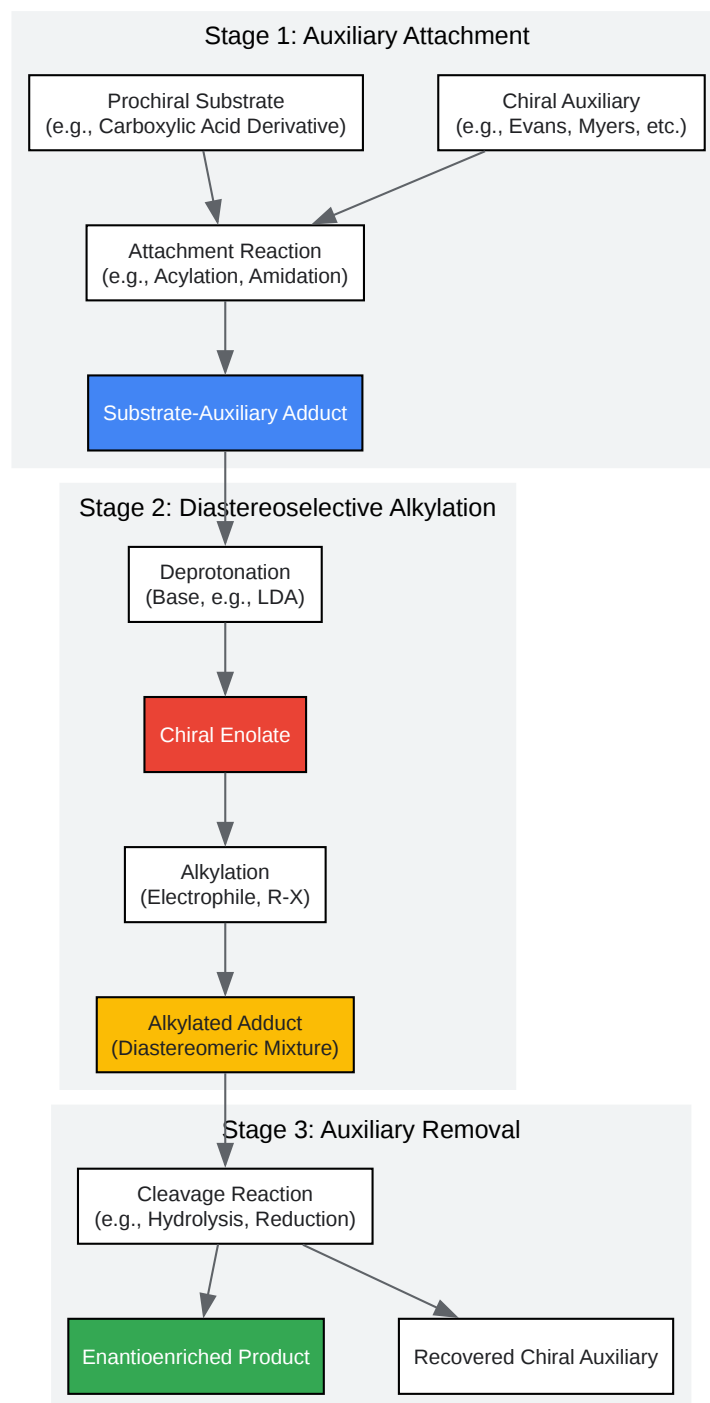 Stage 1: Auxiliary Attachment
Prochiral Substrate
(e.g., Carboxylic Acid Derivative)
Chiral Auxiliary
(e.g., Evans, Myers, etc.)
Attachment Reaction
(e.g., Acylation, Amidation)
Substrate-Auxiliary Adduct
Stage 2: Diastereoselective Alkylation
Deprotonation
(Base, e.g., LDA)
Chiral Enolate
Alkylation
(Electrophile, R-X)
Alkylated Adduct
(Diastereomeric Mixture)
Stage 3: Auxiliary Removal
Cleavage Reaction
(e.g., Hydrolysis, Reduction)
Enantioenriched Product
Recovered Chiral Auxiliary